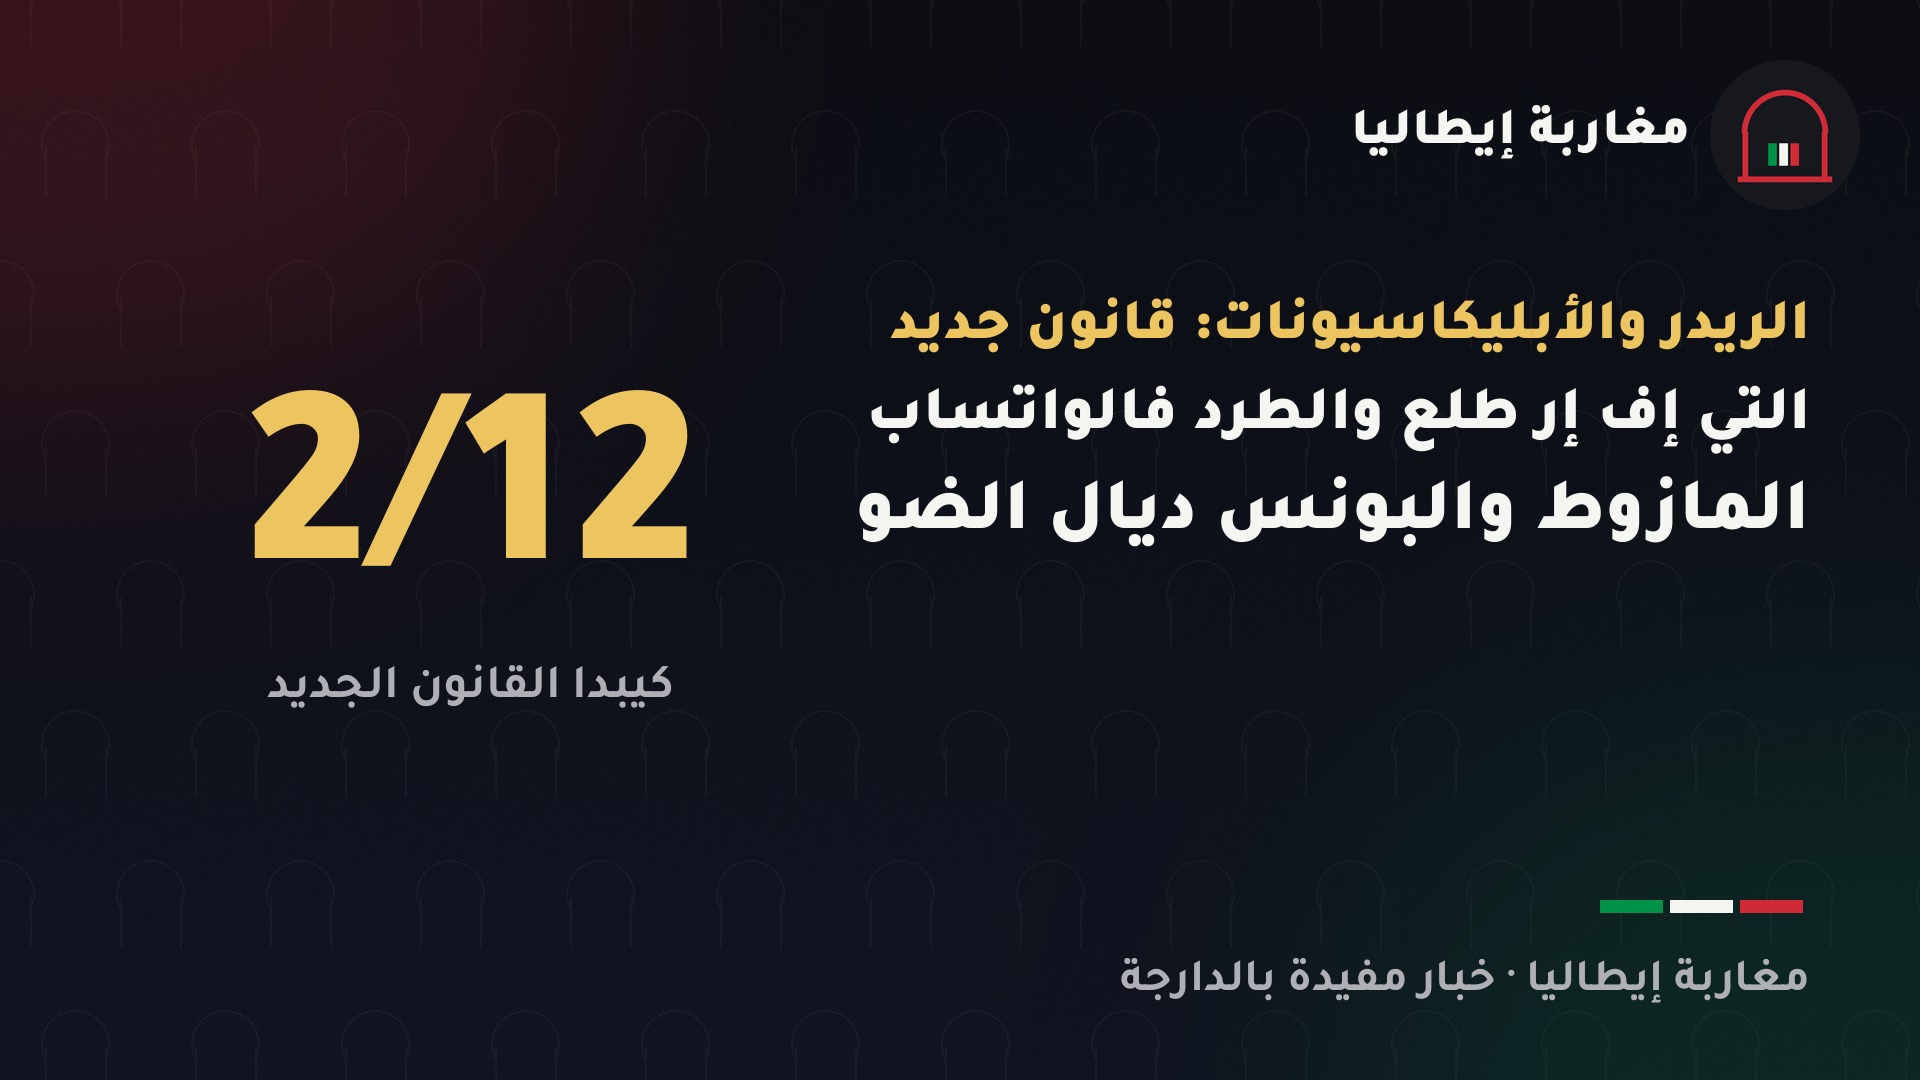 مغاربة إيطاليا
الريدر والأبليكاسيونات: قانون جديد
التي إف إر طلع والطرد فالواتساب
المازوط والبونس ديال الضو
2/12
كيبدا القانون الجديد
مغاربة إيطاليا · خبار مفيدة بالدارجة